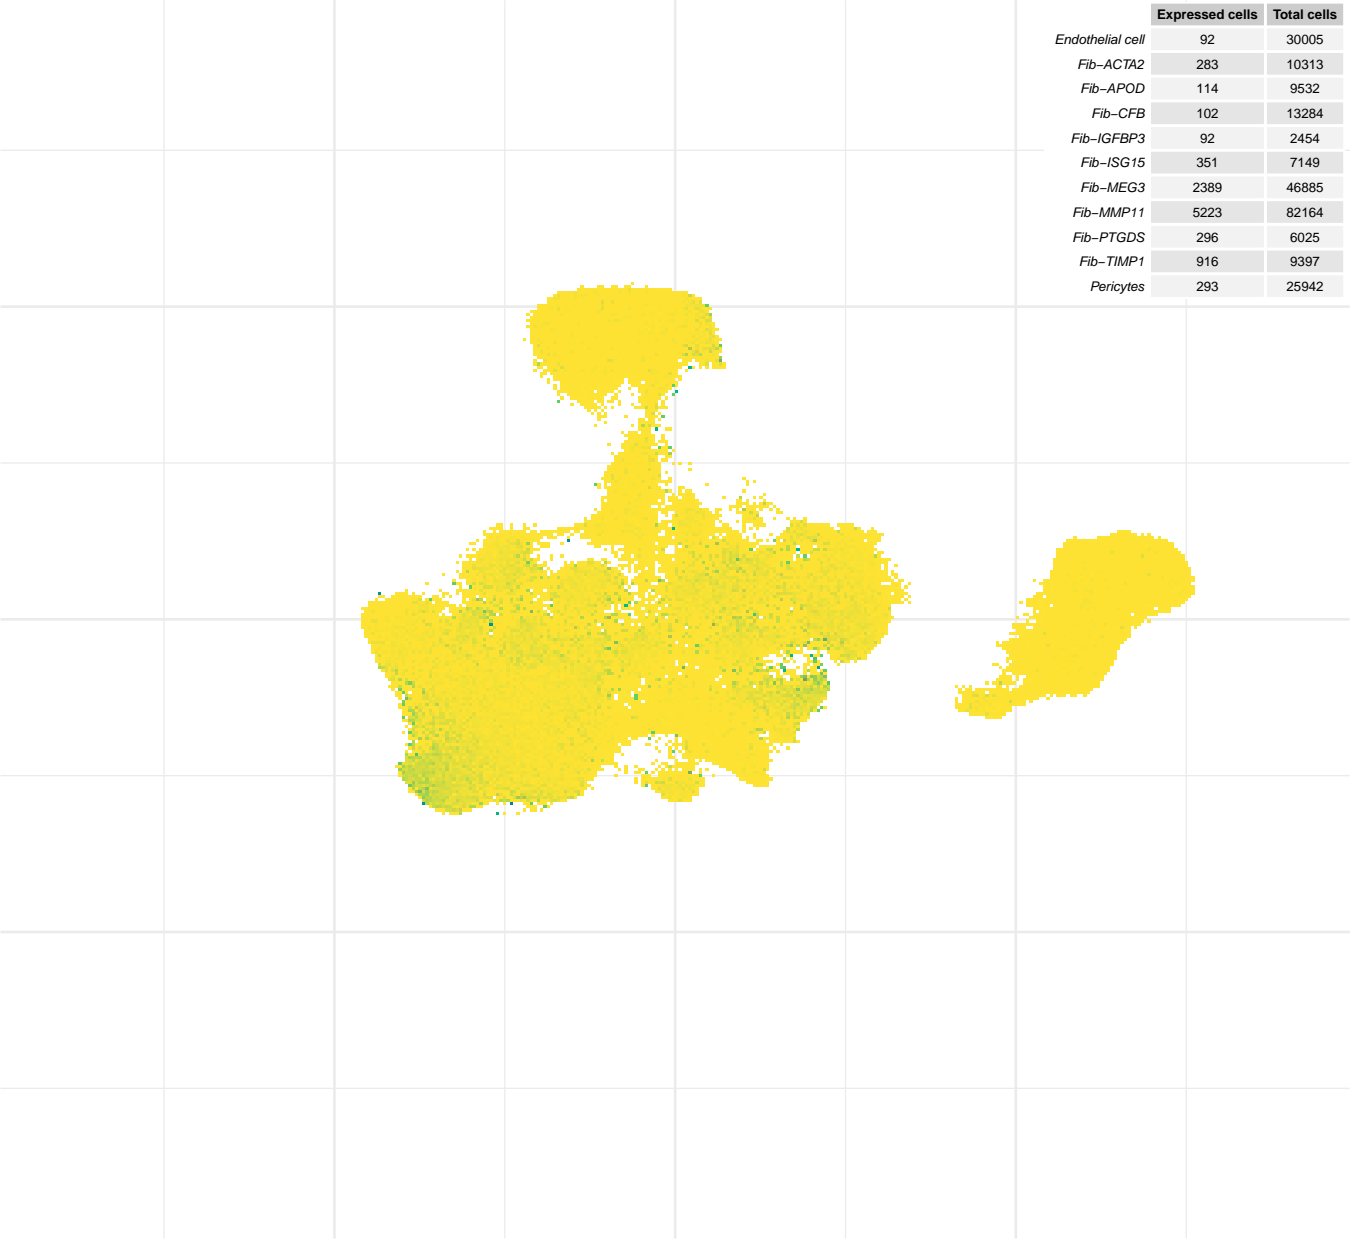 Expressed cells Total cells
Endothelial cell 92 30005
Fib−ACTA2 283 10313
Fib−APOD 114 9532
Fib−CFB 102 13284
Fib−IGFBP3 92 2454
Fib−ISG15 351 7149
Fib−MEG3 2389 46885
Fib−MMP11 5223 82164
Fib−PTGDS 296 6025
Fib−TIMP1 916 9397
Pericytes 293 25942